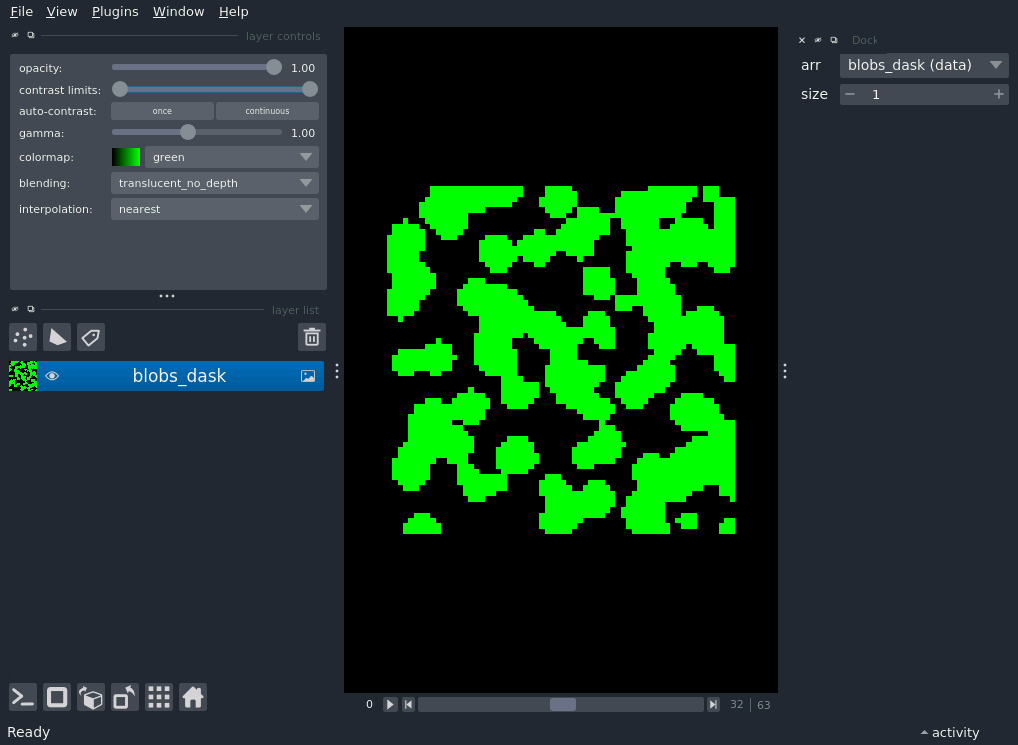 File View Plugins Window Help
layer controls
opacity: 1.00
contrast limits:
auto-contrast: once continuous
gamma: 1.00
colormap: green
blending: translucent_no_depth
interpolation: nearest
layer list
blobs_dask
Dock
arr blobs_dask (data)
size 1
0 32 63
Ready
activity